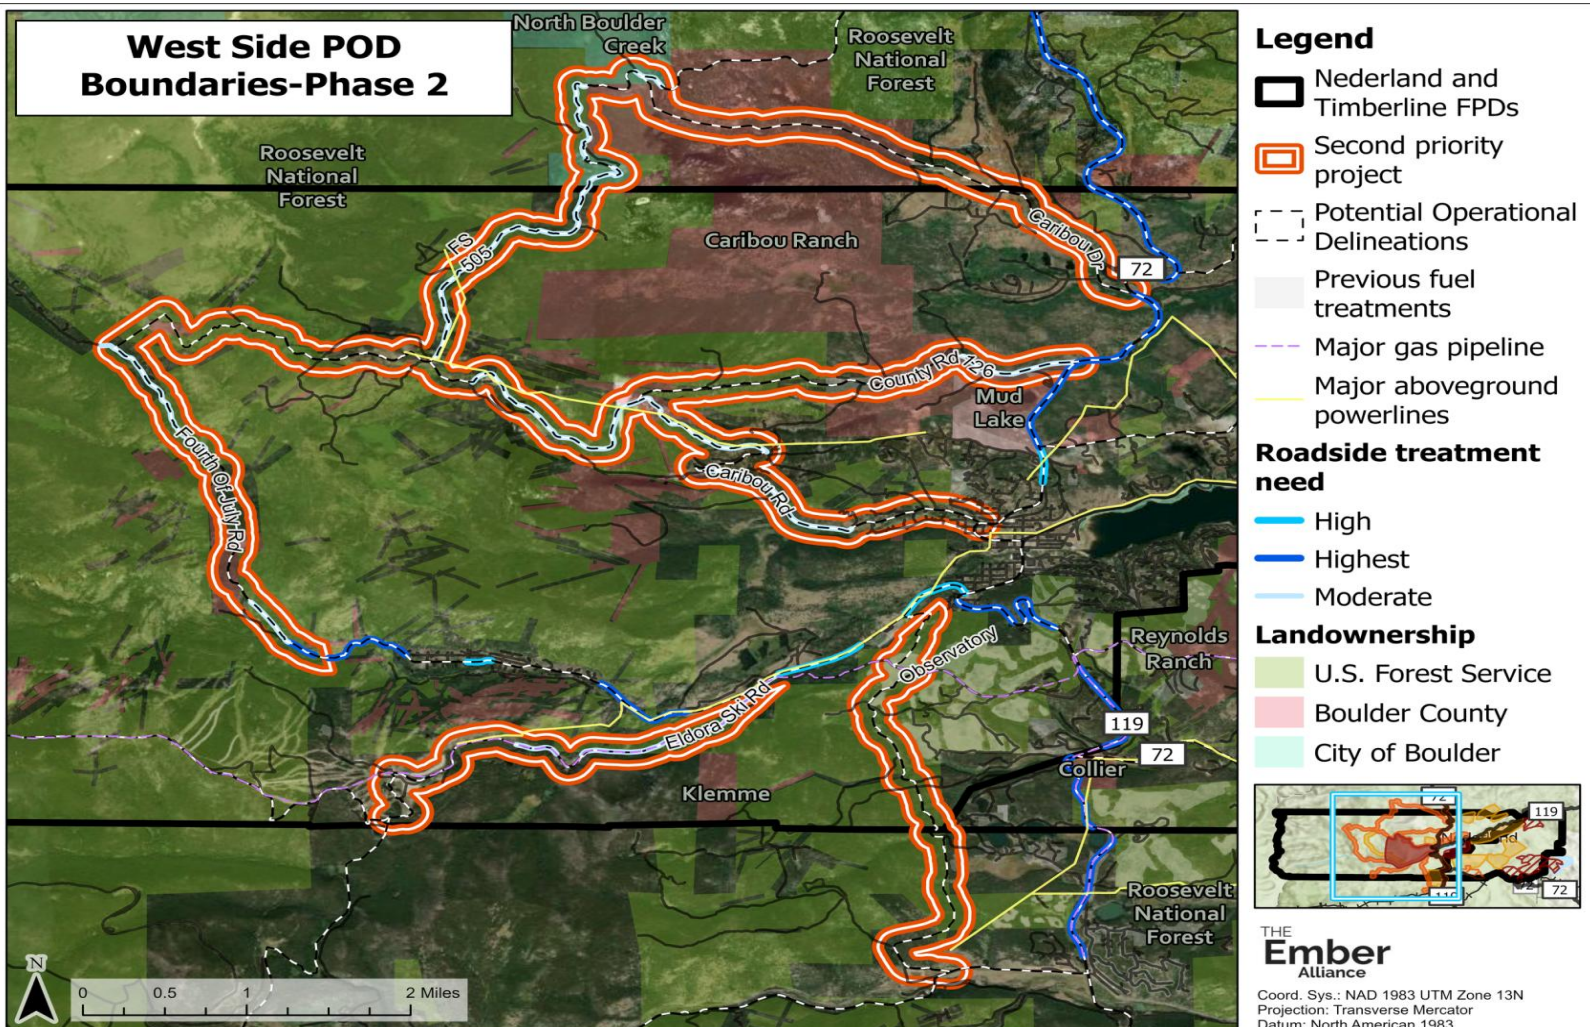 West Side POD
Boundaries-Phase 2
North Boulder
Creek
Roosevelt
National
Forest
Roosevelt
National
Forest
Caribou Ranch
FS
505
Caribou Dr
72
County Rd 126
Mud
Lake
Fourth Of July Rd
Caribou Rd
Observatory
Reynolds
Ranch
Eldora Ski Rd
119
72
Collier
Klemme
Roosevelt
National
Forest
N
0 0.5 1 2 Miles
Legend
Nederland and
Timberline FPDs
Second priority
project
Potential Operational
Delineations
Previous fuel
treatments
Major gas pipeline
Major aboveground
powerlines
Roadside treatment
need
High
Highest
Moderate
Landownership
U.S. Forest Service
Boulder County
City of Boulder
72
119
119
72
THE
Ember
Alliance
Coord. Sys.: NAD 1983 UTM Zone 13N
Projection: Transverse Mercator
Datum: North American 1983